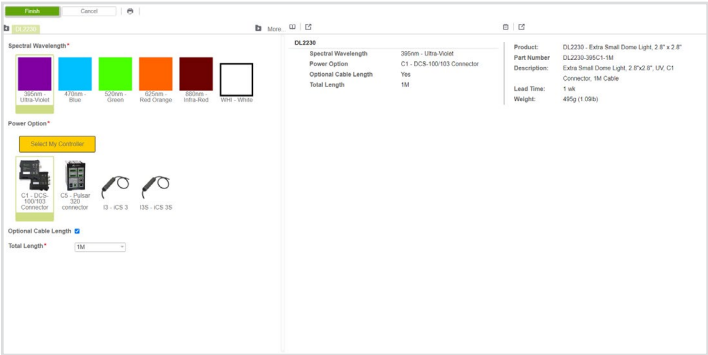 Finish
Cancel
DL2230
More
Spectral Wavelength*
395nm - Ultra-Violet
470nm - Blue
520nm - Green
625nm - Red Orange
880nm - Infra-Red
WHI - White
Power Option*
Select My Controller
C1 - DCS-100/103 Connector
C5 - Pulsar 320 connector
I3 - iCS 3
I3S - iCS 3S
Optional Cable Length
Total Length*
1M
DL2230
Spectral Wavelength 395nm - Ultra-Violet
Power Option C1 - DCS-100/103 Connector
Optional Cable Length Yes
Total Length 1M
Product: DL2230 - Extra Small Dome Light, 2.8" x 2.8"
Part Number DL2230-395C1-1M
Description: Extra Small Dome Light, 2.8"x2.8", UV, C1
Connector, 1M Cable
Lead Time: 1 wk
Weight: 495g (1.09lb)